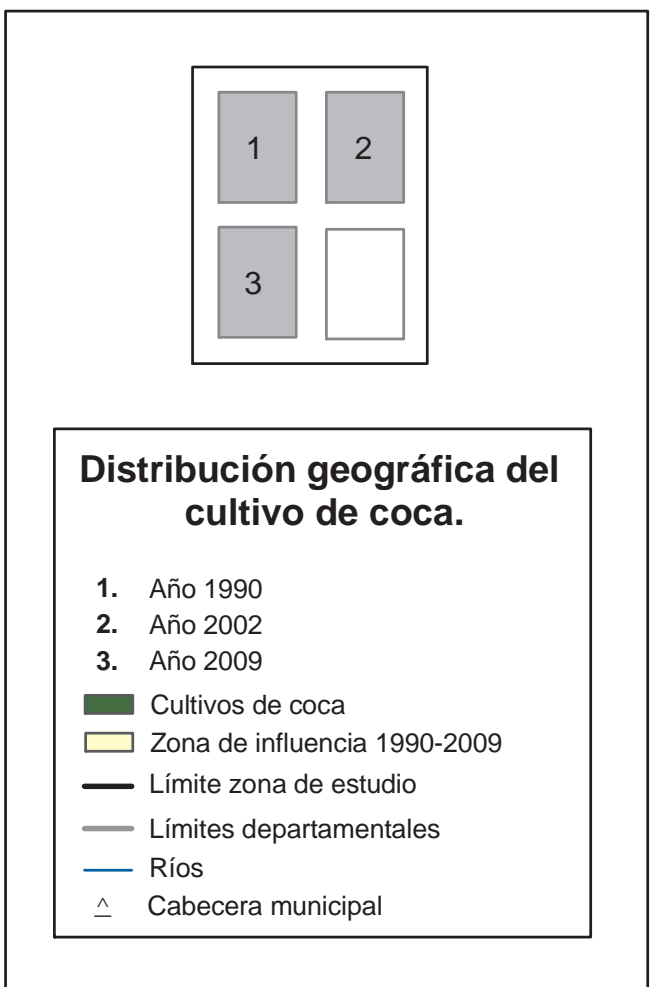 1
2
3
Distribución geográfica del
cultivo de coca.
1. Año 1990
2. Año 2002
3. Año 2009
Cultivos de coca
Zona de influencia 1990-2009
Límite zona de estudio
Límites departamentales
Ríos
Cabecera municipal